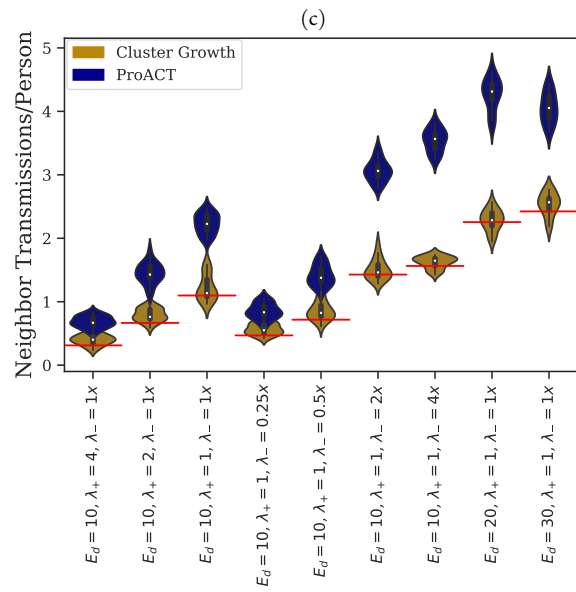 (c)
Neighbor Transmissions/Person
5
4
3
2
1
0
Cluster Growth
ProACT
E_d = 10, λ_+ = 4, λ_− = 1x
E_d = 10, λ_+ = 2, λ_− = 1x
E_d = 10, λ_+ = 1, λ_− = 1x
E_d = 10, λ_+ = 1, λ_− = 0.25x
E_d = 10, λ_+ = 1, λ_− = 0.5x
E_d = 10, λ_+ = 1, λ_− = 2x
E_d = 10, λ_+ = 1, λ_− = 4x
E_d = 20, λ_+ = 1, λ_− = 1x
E_d = 30, λ_+ = 1, λ_− = 1x